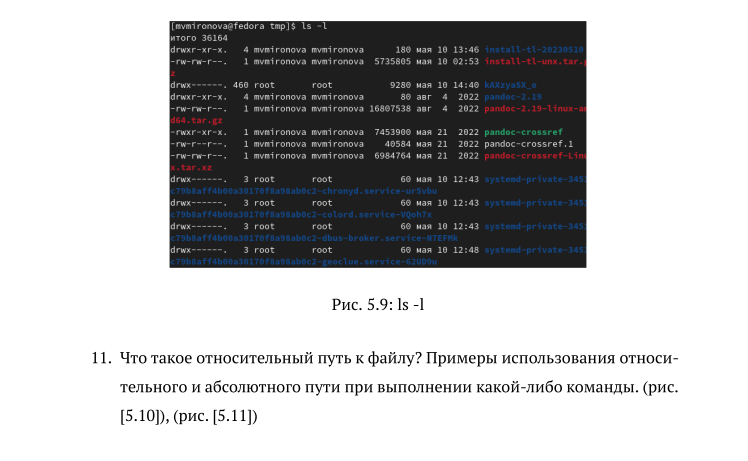 [mvmironova@fedora tmp]$ ls -l
итого 36164
drwxr-xr-x. 4 mvmironova mvmironova 180 мая 10 13:46 install-tl-20230510
-rw-rw-r--. 1 mvmironova mvmironova 5735805 мая 10 02:53 install-tl-unx.tar.g
z
drwx------. 460 root root 9280 мая 10 14:40 kAXzyaSX_o
drwxr-xr-x. 4 mvmironova mvmironova 80 авг 4 2022 pandoc-2.19
-rw-rw-r--. 1 mvmironova mvmironova 16807538 авг 4 2022 pandoc-2.19-linux-am
d64.tar.gz
-rwxr-xr-x. 1 mvmironova mvmironova 7453900 мая 21 2022 pandoc-crossref
-rw-r--r--. 1 mvmironova mvmironova 40584 мая 21 2022 pandoc-crossref.1
-rw-rw-r--. 1 mvmironova mvmironova 6984764 мая 21 2022 pandoc-crossref-Linu
x.tar.xz
drwx------. 3 root root 60 мая 10 12:43 systemd-private-3453
c79b8aff4b00a30170f8a98ab0c2-chronyd.service-ur5vbu
drwx------. 3 root root 60 мая 10 12:43 systemd-private-3453
c79b8aff4b00a30170f8a98ab0c2-colord.service-VQoh7x
drwx------. 3 root root 60 мая 10 12:43 systemd-private-3453
c79b8aff4b00a30170f8a98ab0c2-dbus-broker.service-NTEFMk
drwx------. 3 root root 60 мая 10 12:48 systemd-private-3453
c79b8aff4b00a30170f8a98ab0c2-geoclue.service-G2UD9u
Рис. 5.9: ls -l
11. Что такое относительный путь к файлу? Примеры использования относи-
тельного и абсолютного пути при выполнении какой-либо команды. (рис.
[5.10]), (рис. [5.11])